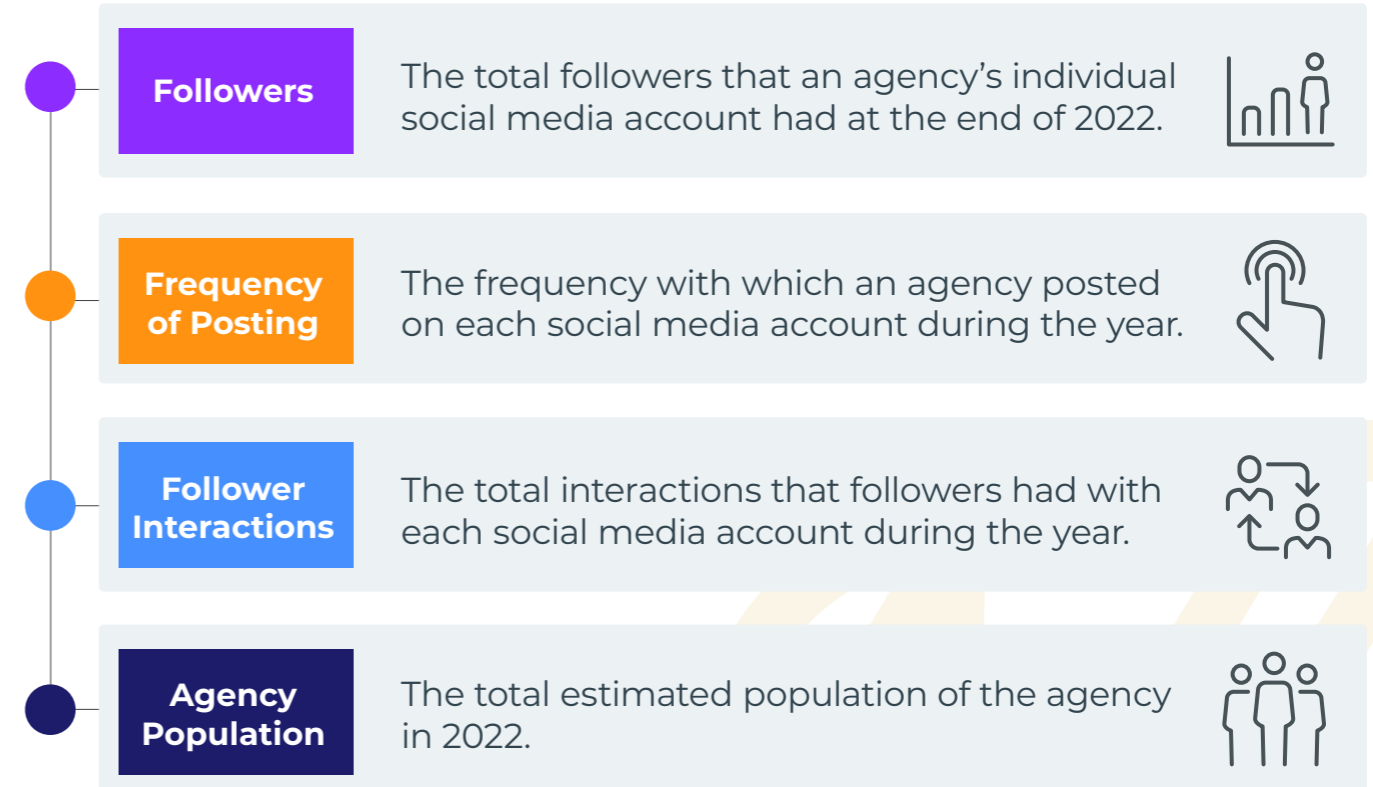 Followers
The total followers that an agency’s individual
social media account had at the end of 2022.
Frequency
of Posting
The frequency with which an agency posted
on each social media account during the year.
Follower
Interactions
The total interactions that followers had with
each social media account during the year.
Agency
Population
The total estimated population of the agency
in 2022.